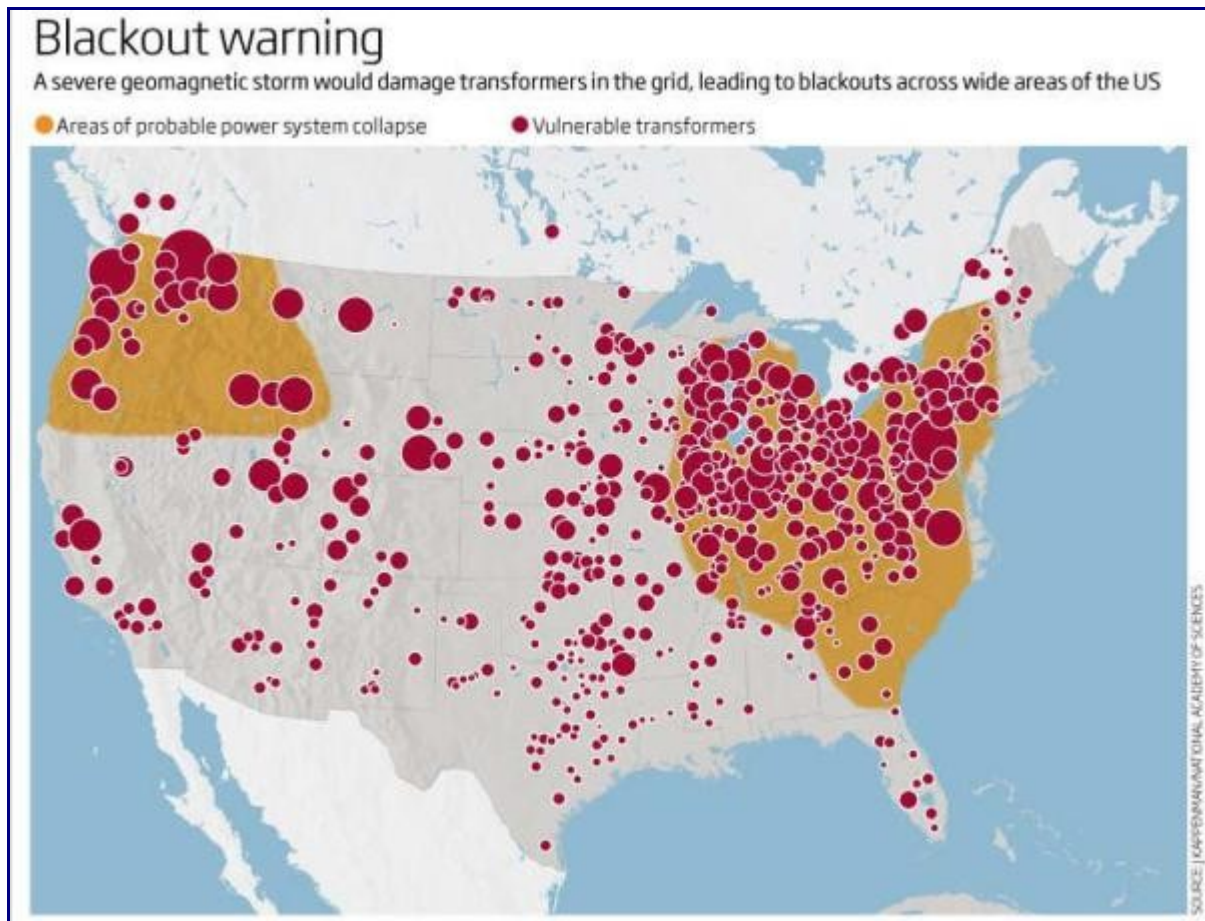 Blackout warning
A severe geomagnetic storm would damage transformers in the grid, leading to blackouts across wide areas of the US
Areas of probable power system collapse
Vulnerable transformers
SOURCE: J KAPPENMAN/NATIONAL ACADEMY OF SCIENCES